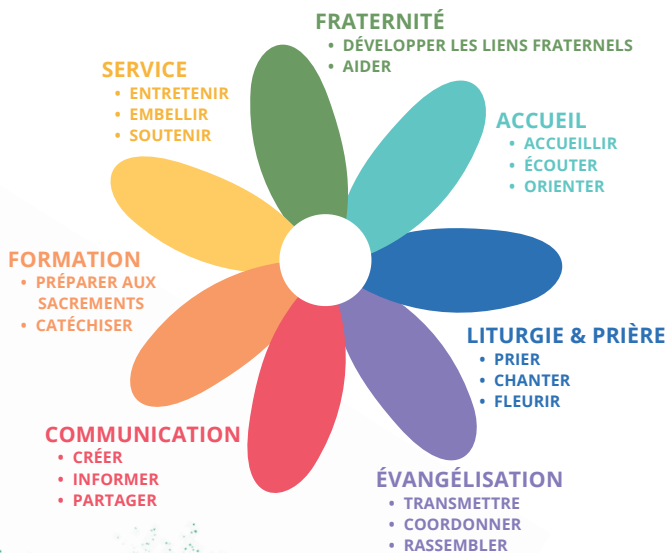 FRATERNITÉ
• DÉVELOPPER LES LIENS FRATERNELS
• AIDER
ACCUEIL
• ACCUEILLIR
• ÉCOUTER
• ORIENTER
LITURGIE & PRIÈRE
• PRIER
• CHANTER
• FLEURIR
ÉVANGÉLISATION
• TRANSMETTRE
• COORDONNER
• RASSEMBLER
COMMUNICATION
• CRÉER
• INFORMER
• PARTAGER
FORMATION
• PRÉPARER AUX
SACREMENTS
• CATÉCHISER
SERVICE
• ENTRETENIR
• EMBELLIR
• SOUTENIR